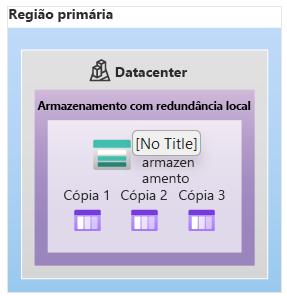 Região primária
Datacenter
Armazenamento com redundância local
[No Title]
armazen
amento
Cópia 1 Cópia 2 Cópia 3